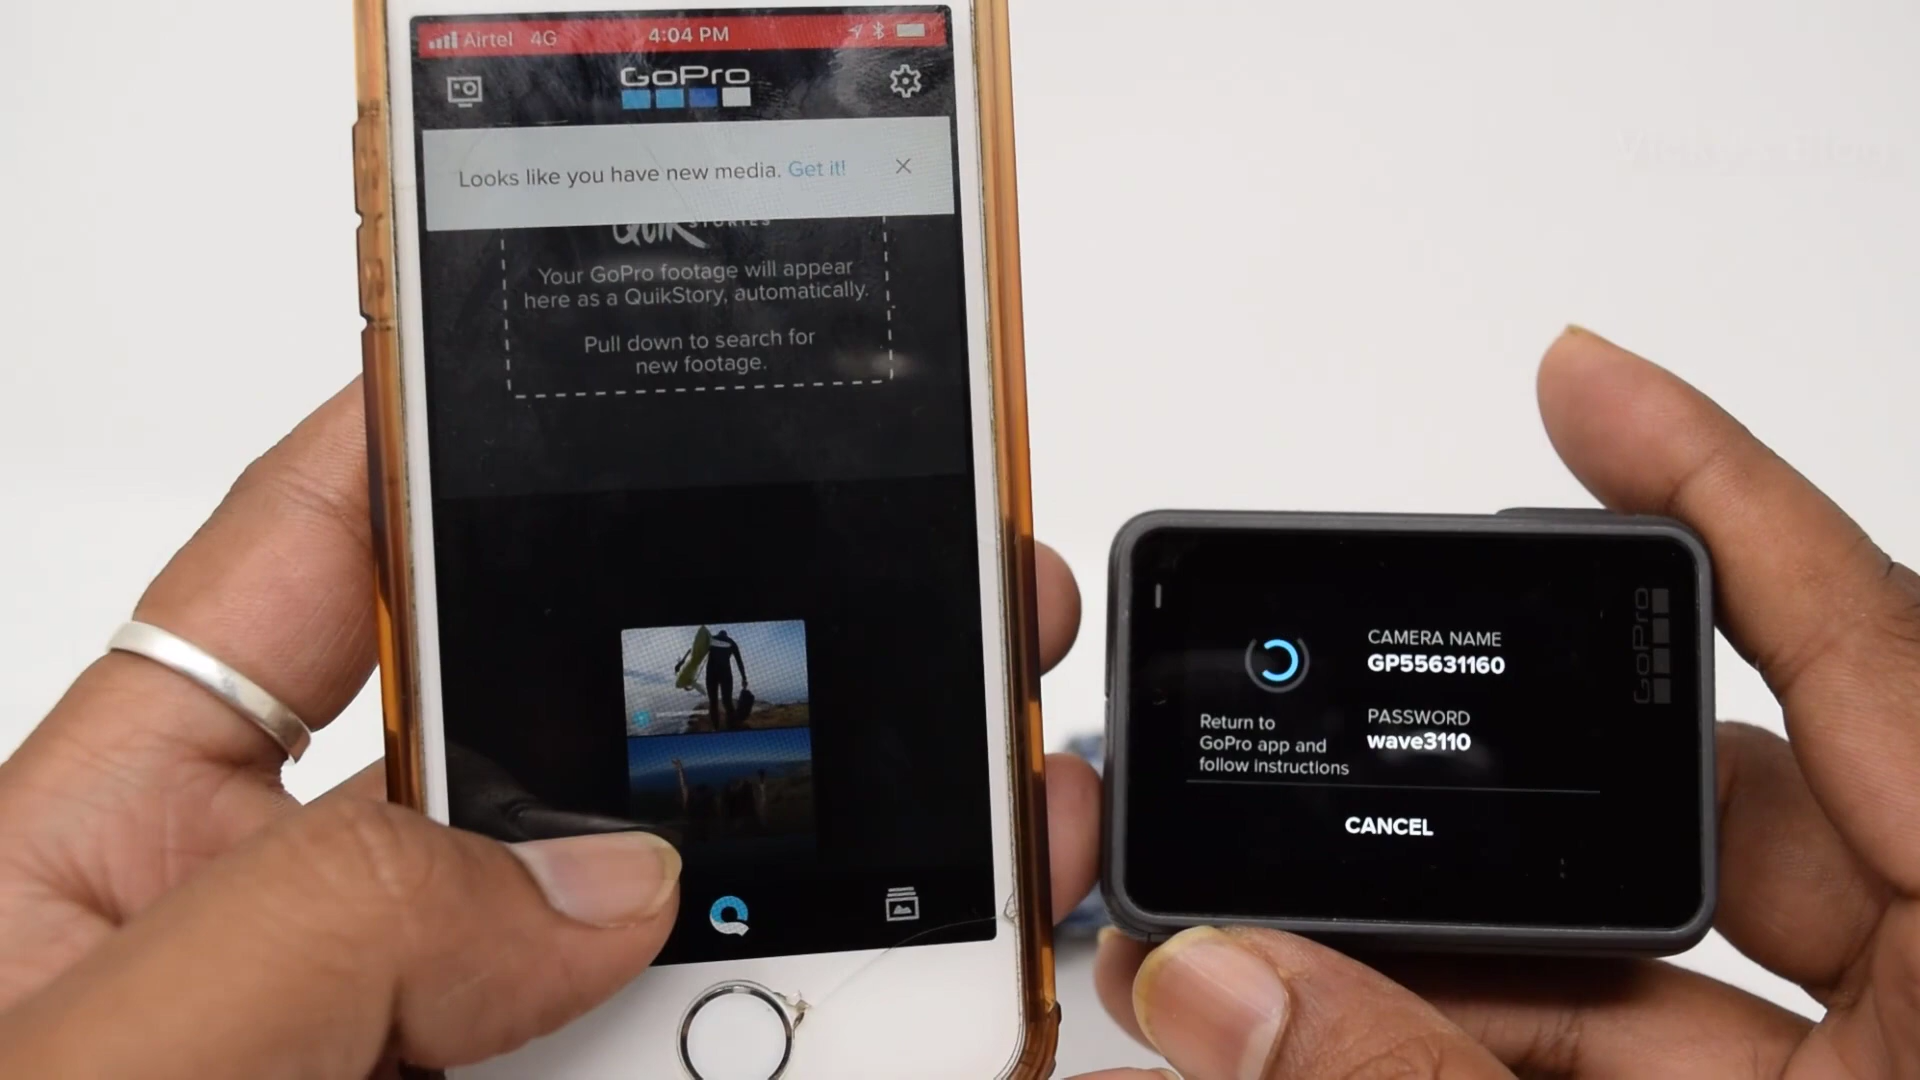 Airtel 4G 4:04 PM
GoPro
Looks like you have new media. Get it!
Quik STORIES
Your GoPro footage will appear
here as a QuikStory, automatically.
Pull down to search for
new footage.
CAMERA NAME
GP55631160
PASSWORD
wave3110
Return to
GoPro app and
follow instructions
CANCEL
GoPro